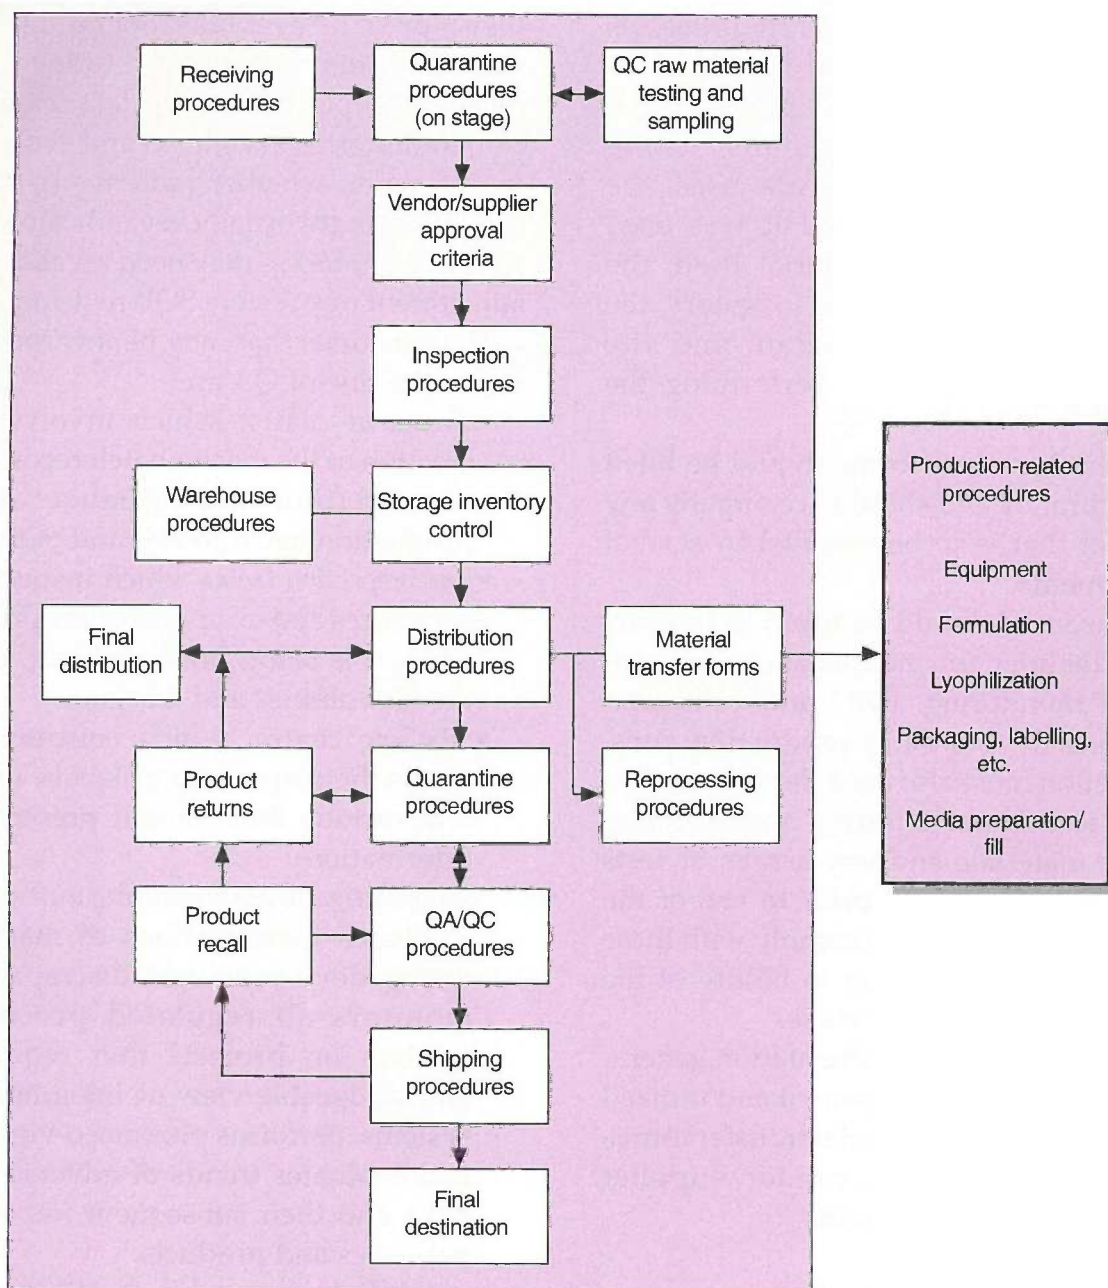 Receiving
procedures
Quarantine
procedures
(on stage)
QC raw material
testing and
sampling
Vendor/supplier
approval
criteria
Inspection
procedures
Warehouse
procedures
Storage inventory
control
Final
distribution
Distribution
procedures
Material
transfer forms
Production-related
procedures
Equipment
Formulation
Lyophilization
Packaging, labelling,
etc.
Media preparation/
fill
Product
returns
Quarantine
procedures
Reprocessing
procedures
Product
recall
QA/QC
procedures
Shipping
procedures
Final
destination